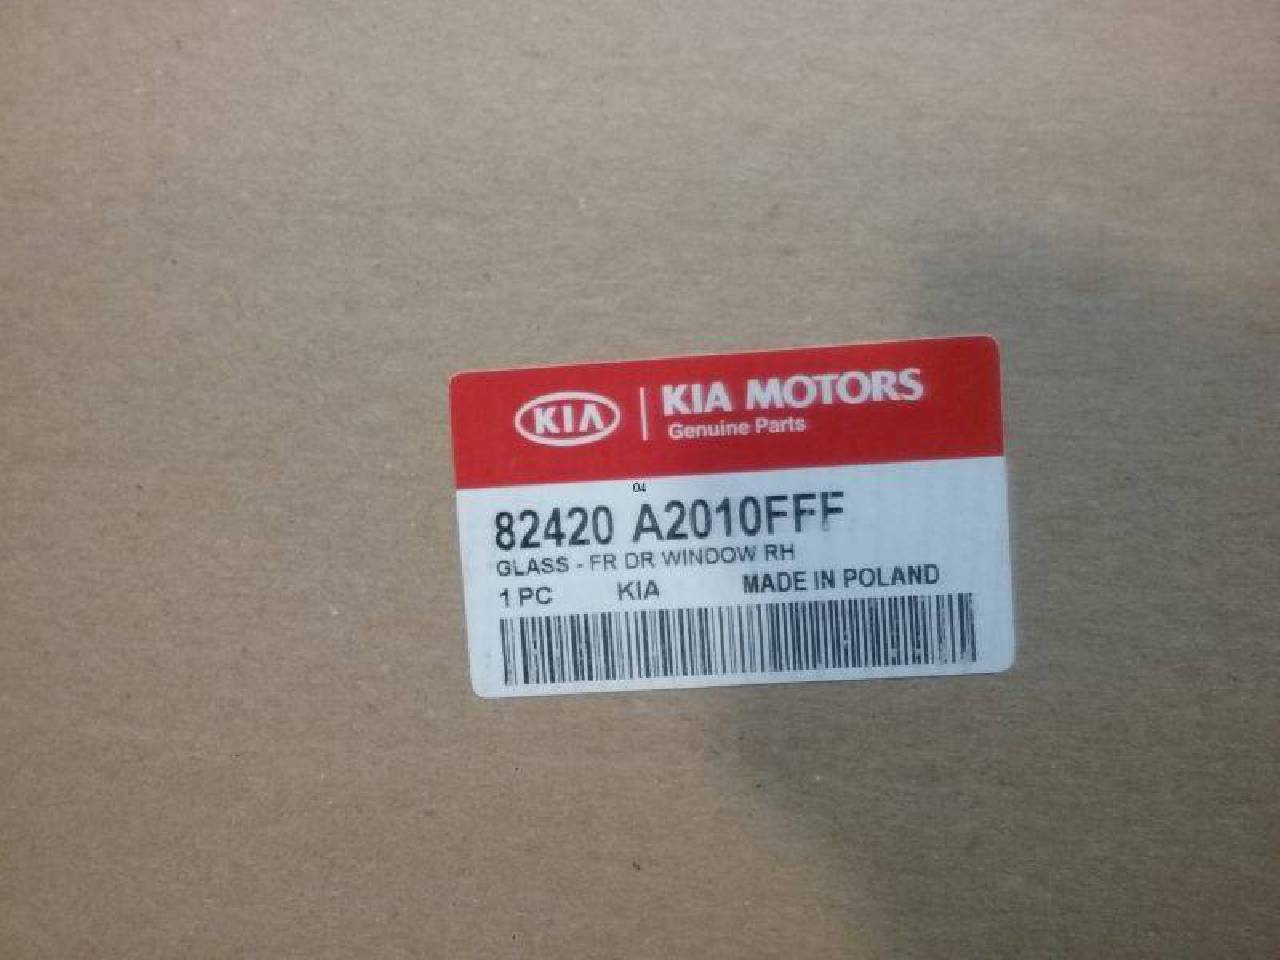 KIA
KIA MOTORS
Genuine Parts
04
82420 A2010FFF
GLASS - FR DR WINDOW RH
1 PC KIA MADE IN POLAND